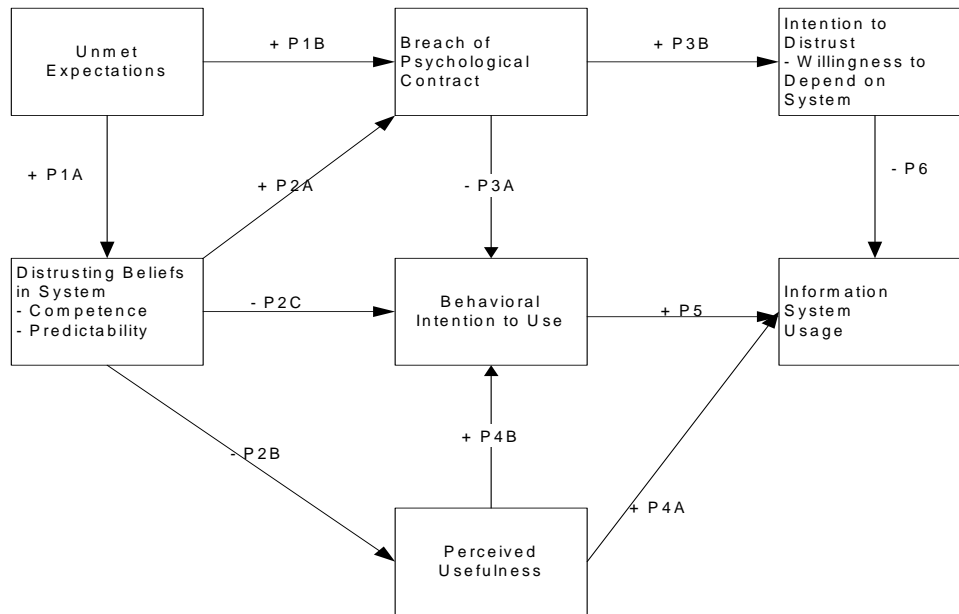 Unmet
Expectations
+ P1B
Breach of
Psychological
Contract
+ P3B
Intention to
Distrust
- Willingness to
Depend on
System
+ P1A
+ P2A
- P3A
- P6
Distrusting Beliefs
in System
- Competence
- Predictability
- P2C
Behavioral
Intention to Use
+ P5
Information
System
Usage
- P2B
+ P4B
+ P4A
Perceived
Usefulness